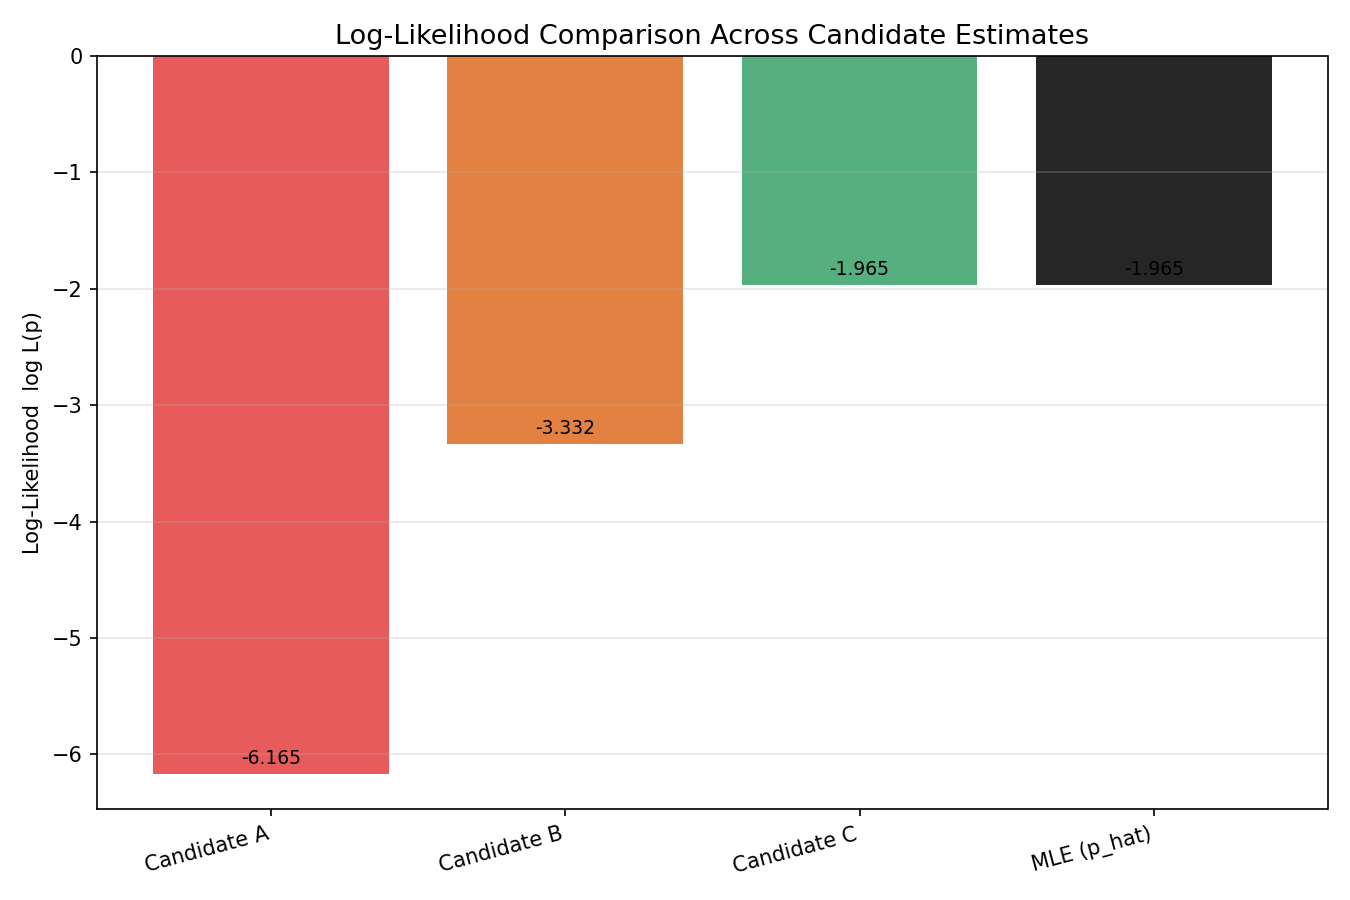 Log-Likelihood Comparison Across Candidate Estimates
Log-Likelihood  log L(p)
0
−1
−2
−3
−4
−5
−6
-6.165
-3.332
-1.965
-1.965
Candidate A
Candidate B
Candidate C
MLE (p_hat)